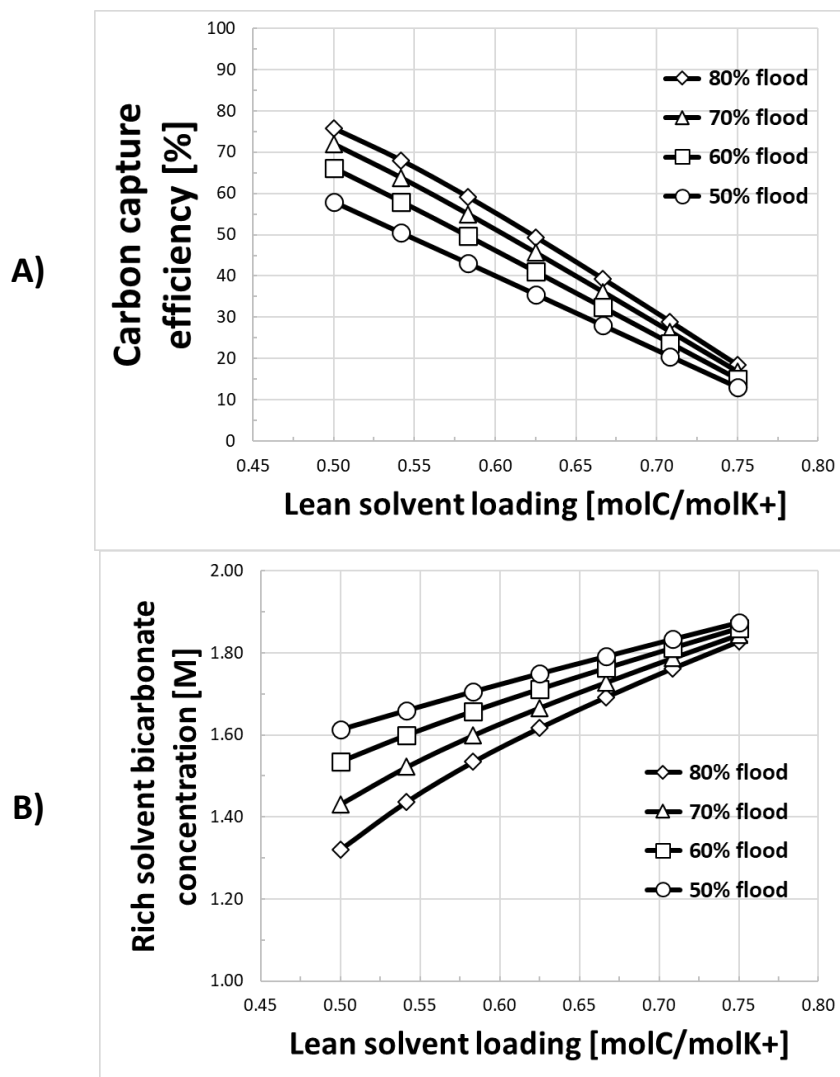 A)
Carbon capture
efficiency [%]
100
90
80
70
60
50
40
30
20
10
0
80% flood
70% flood
60% flood
50% flood
0.45 0.50 0.55 0.60 0.65 0.70 0.75 0.80
Lean solvent loading [molC/molK+]
B)
Rich solvent bicarbonate
concentration [M]
2.00
1.80
1.60
1.40
1.20
1.00
80% flood
70% flood
60% flood
50% flood
0.45 0.50 0.55 0.60 0.65 0.70 0.75 0.80
Lean solvent loading [molC/molK+]